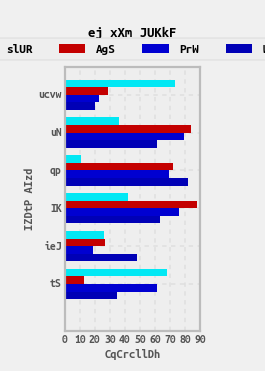 ej xXm JUKkF
slUR AgS PrW
ucvw
uN
qp
IK
ieJ
tS
IZDtP AIzd
0 10 20 30 40 50 60 70 80 90
CqCrcllDh